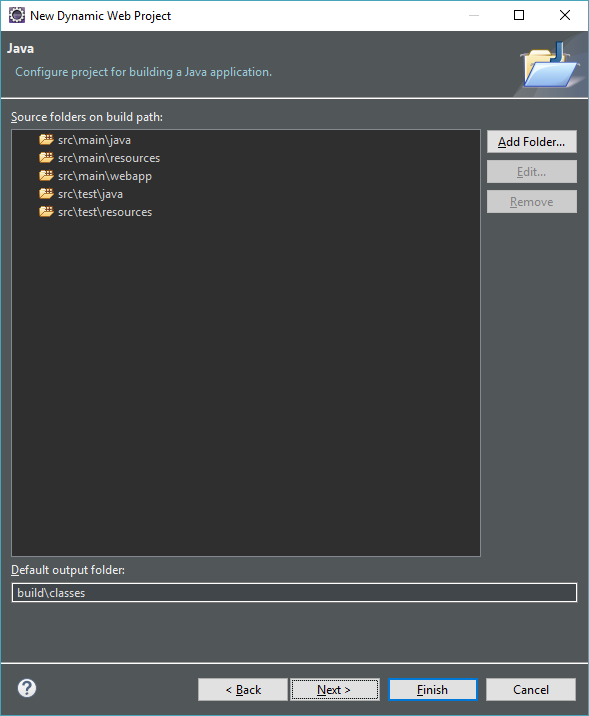 New Dynamic Web Project
Java
Configure project for building a Java application.
Source folders on build path:
src\main\java
src\main\resources
src\main\webapp
src\test\java
src\test\resources
Add Folder...
Edit...
Remove
Default output folder:
build\classes
?
< Back
Next >
Finish
Cancel